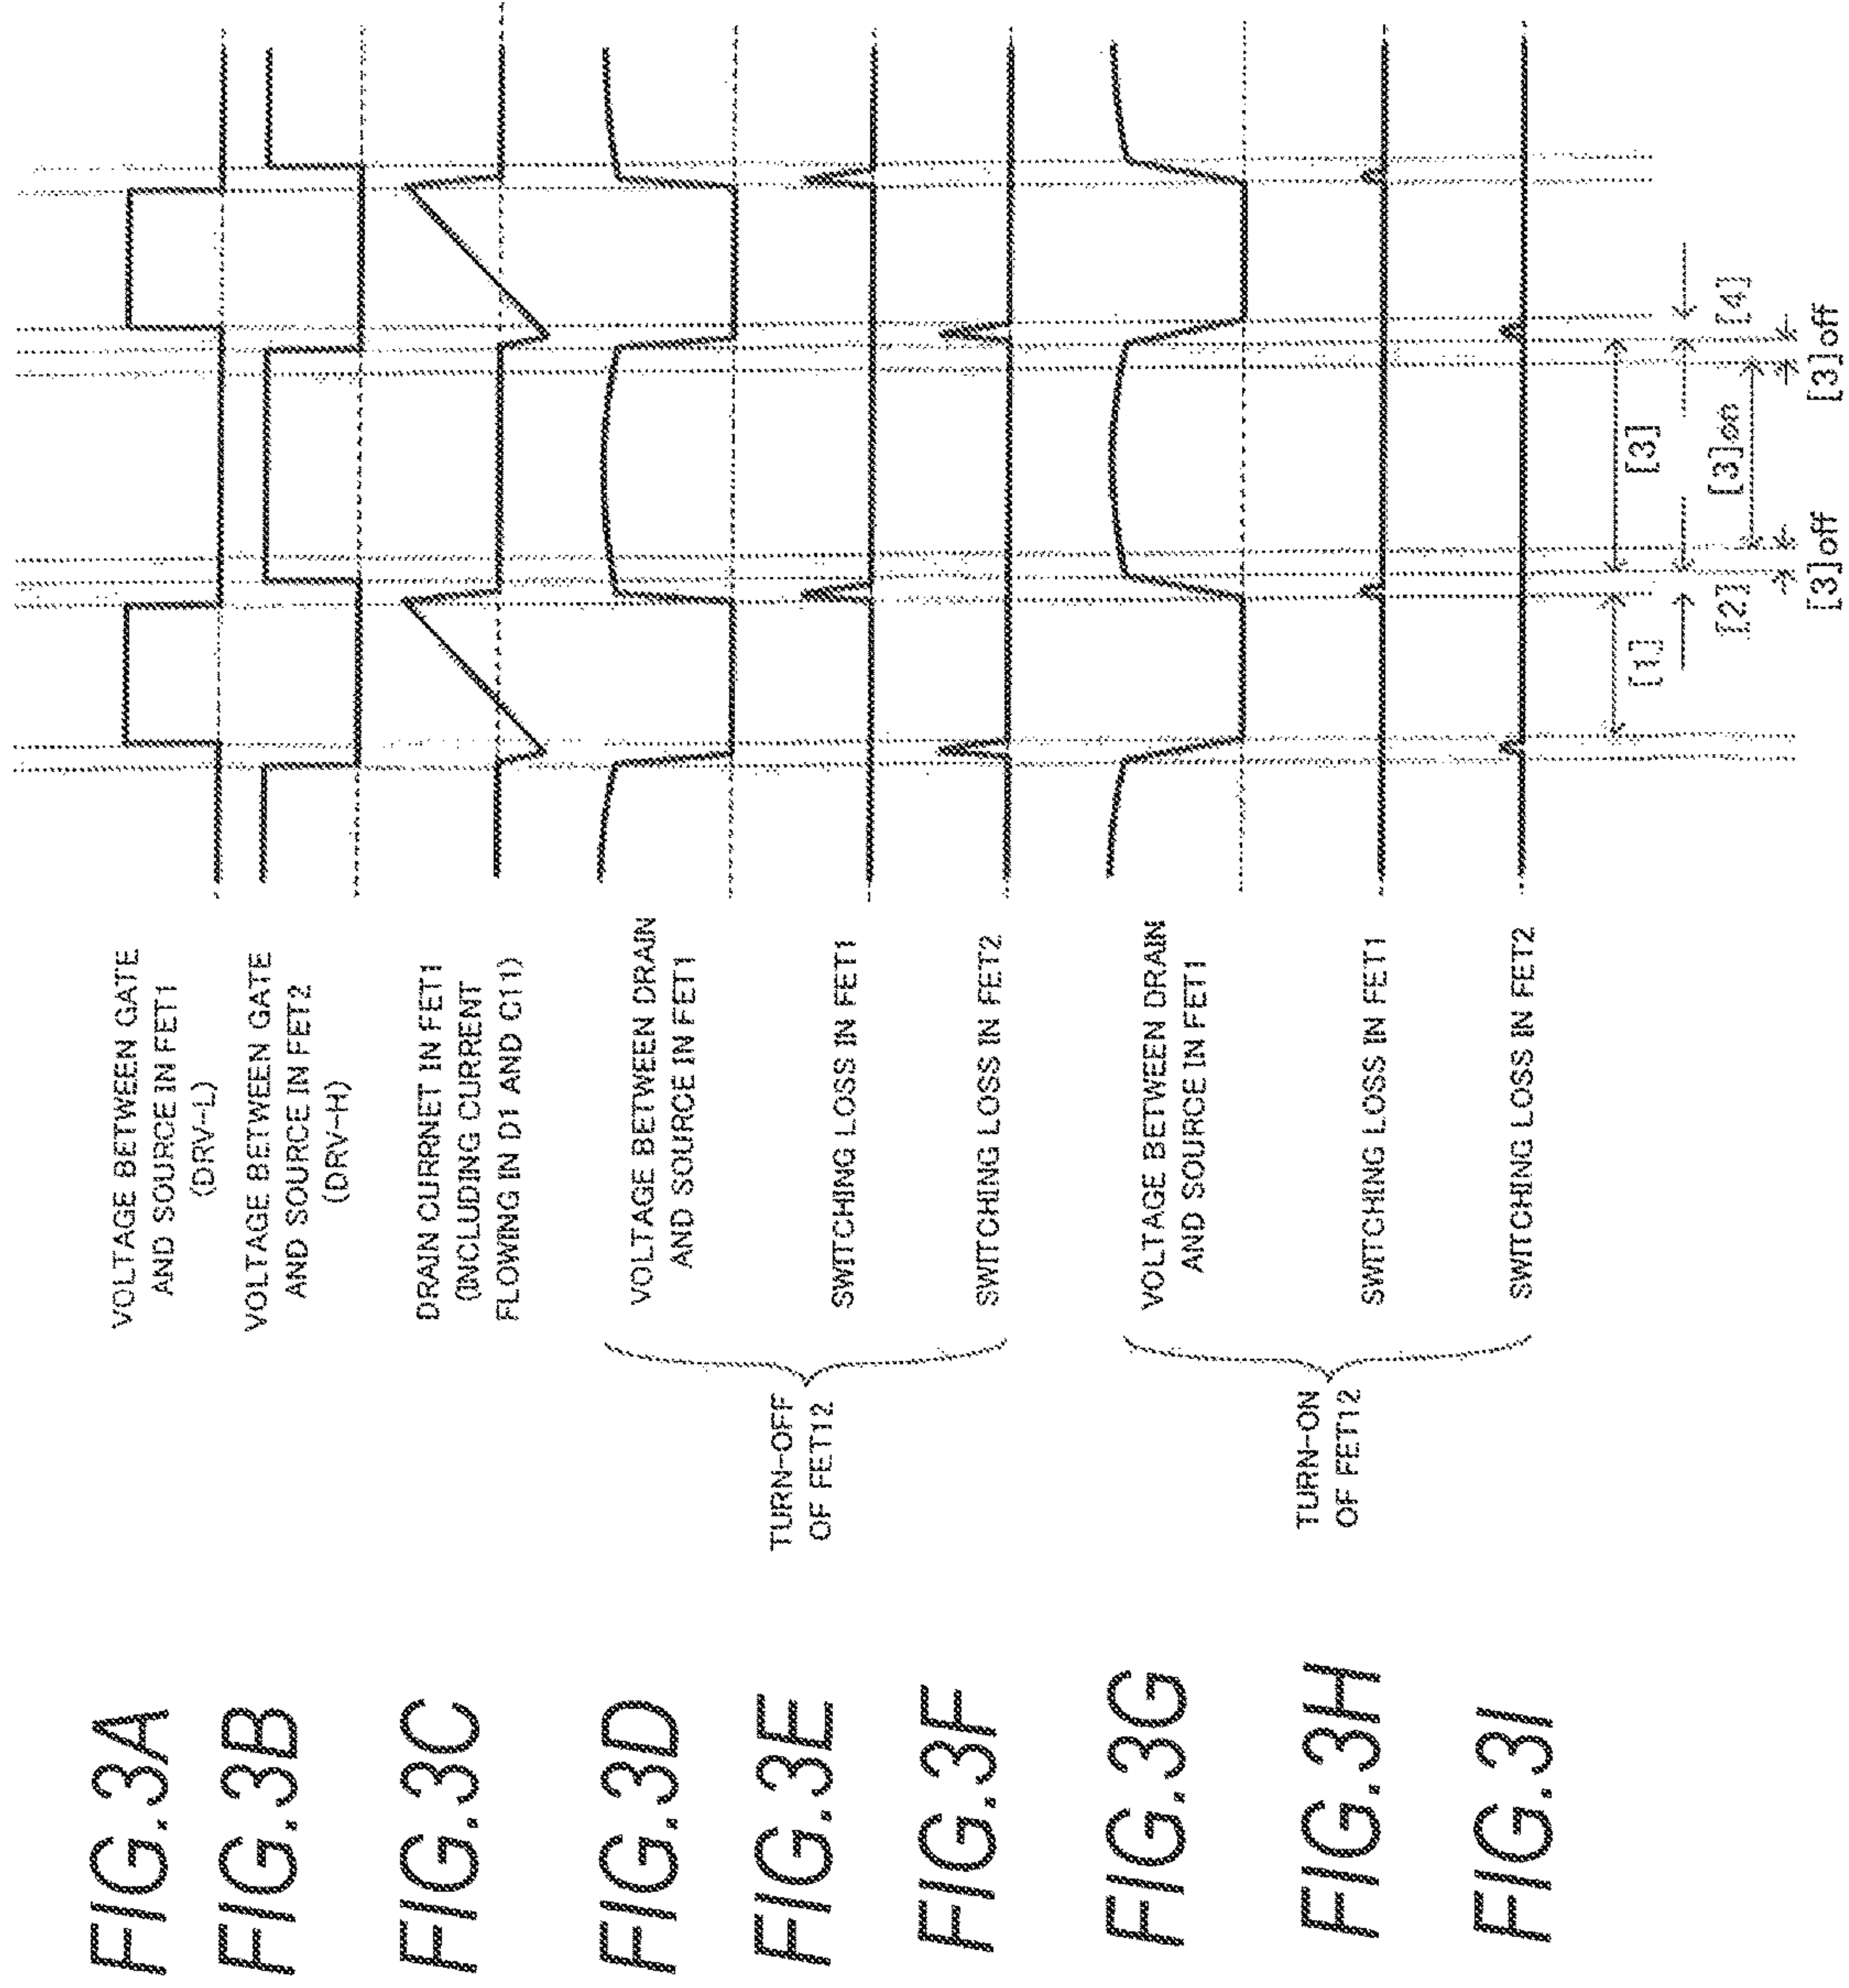 FIG.3A
VOLTAGE BETWEEN GATE
AND SOURCE IN FET1
(DRV-L)
FIG.3B
VOLTAGE BETWEEN GATE
AND SOURCE IN FET2
(DRV-H)
FIG.3C
DRAIN CURRNET IN FET1
(INCLUDING CURRENT
FLOWING IN D1 AND C11)
TURN-OFF
OF FET12
FIG.3D
VOLTAGE BETWEEN DRAIN
AND SOURCE IN FET1
FIG.3E
SWITCHING LOSS IN FET1
FIG.3F
SWITCHING LOSS IN FET2
TURN-ON
OF FET12
FIG.3G
VOLTAGE BETWEEN DRAIN
AND SOURCE IN FET1
FIG.3H
SWITCHING LOSS IN FET1
FIG.3I
SWITCHING LOSS IN FET2
[1]
[3]
[2]
[3]on
[4]
[3]off
[3]off